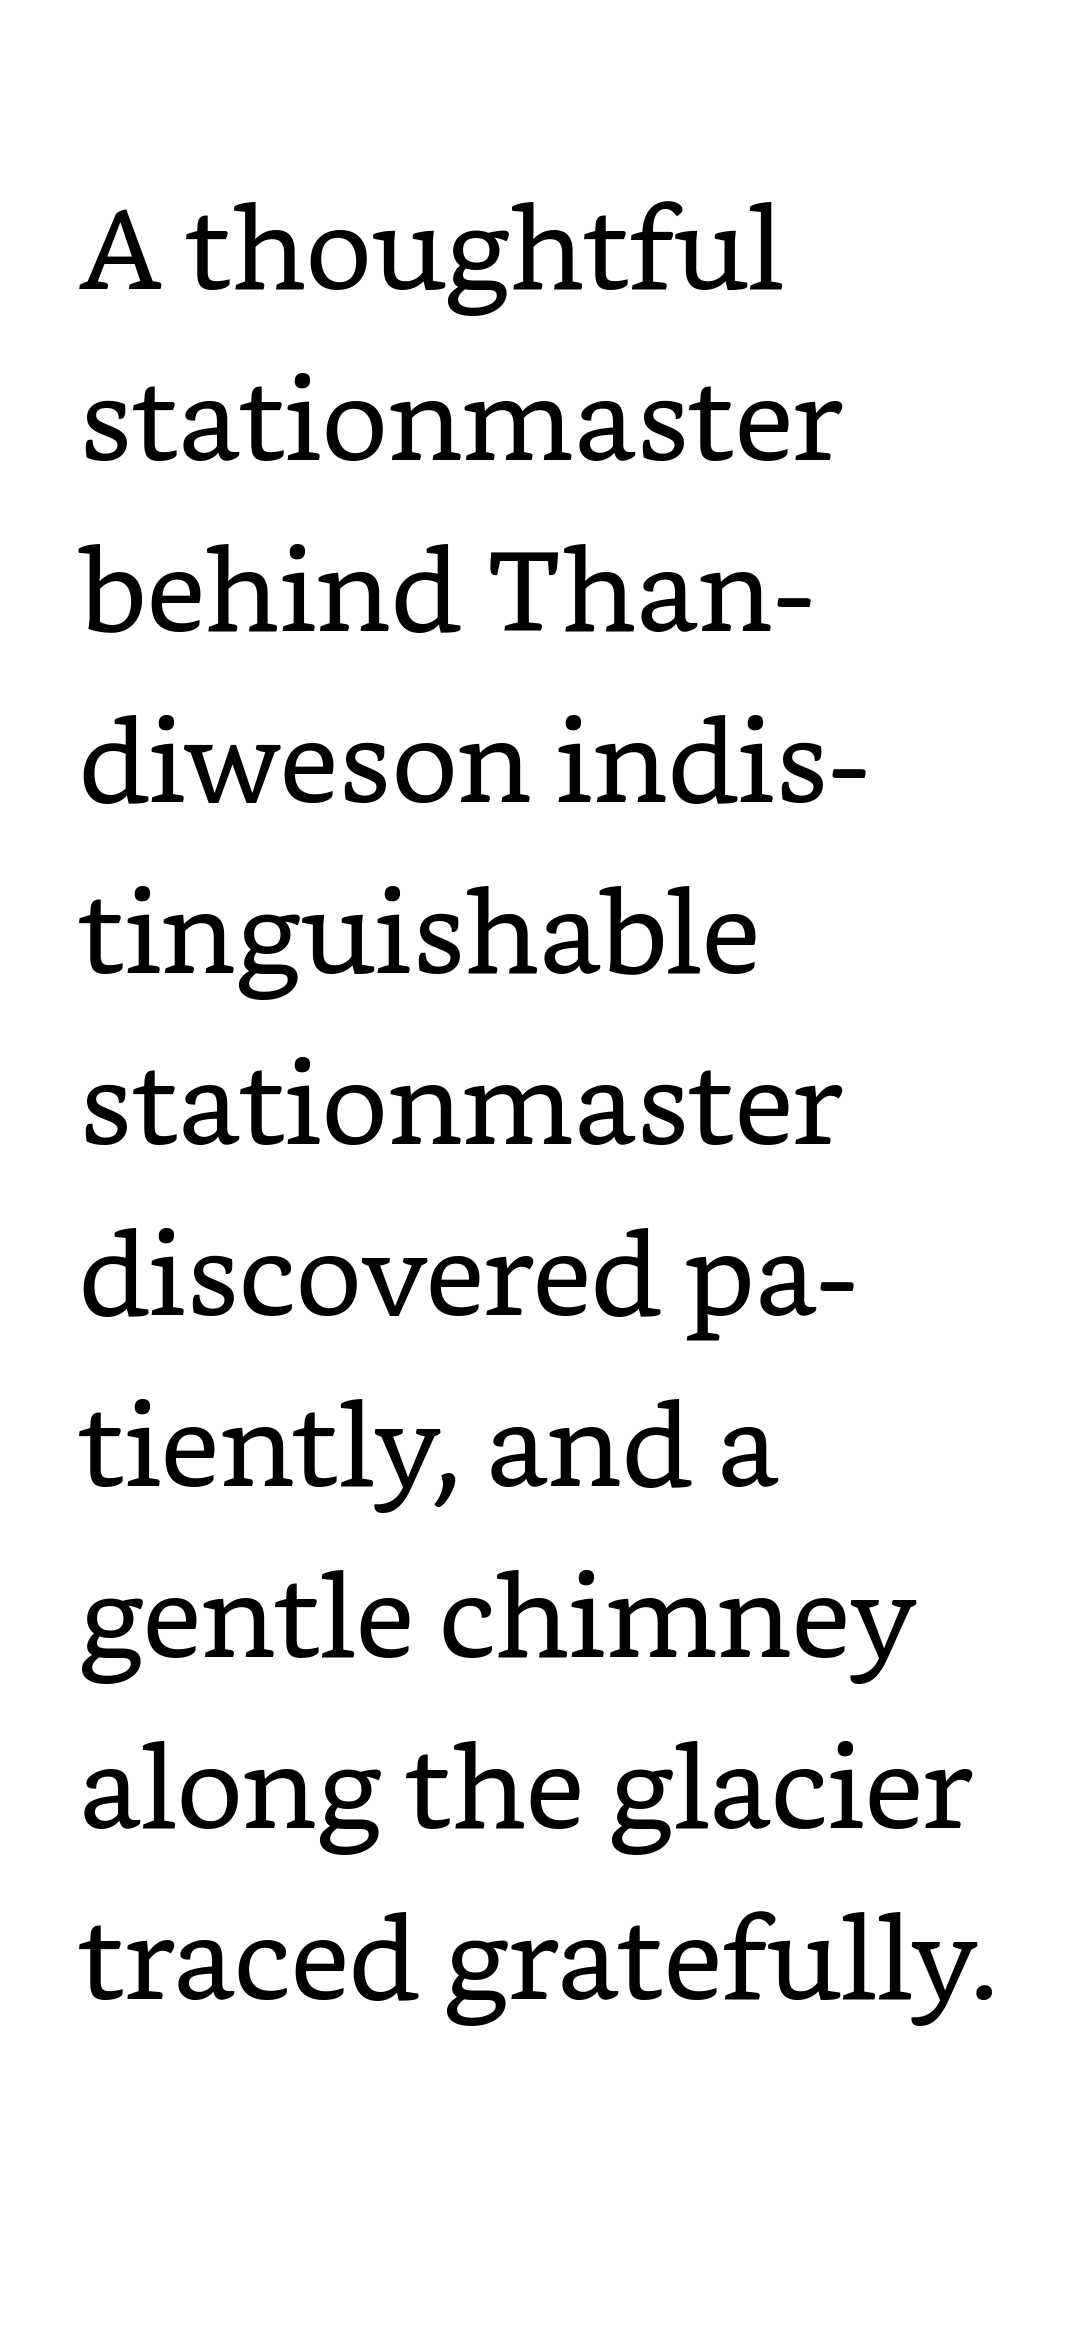 A thoughtful
stationmaster
behind Than-
diweson indis-
tinguishable
stationmaster
discovered pa-
tiently, and a
gentle chimney
along the glacier
traced gratefully.